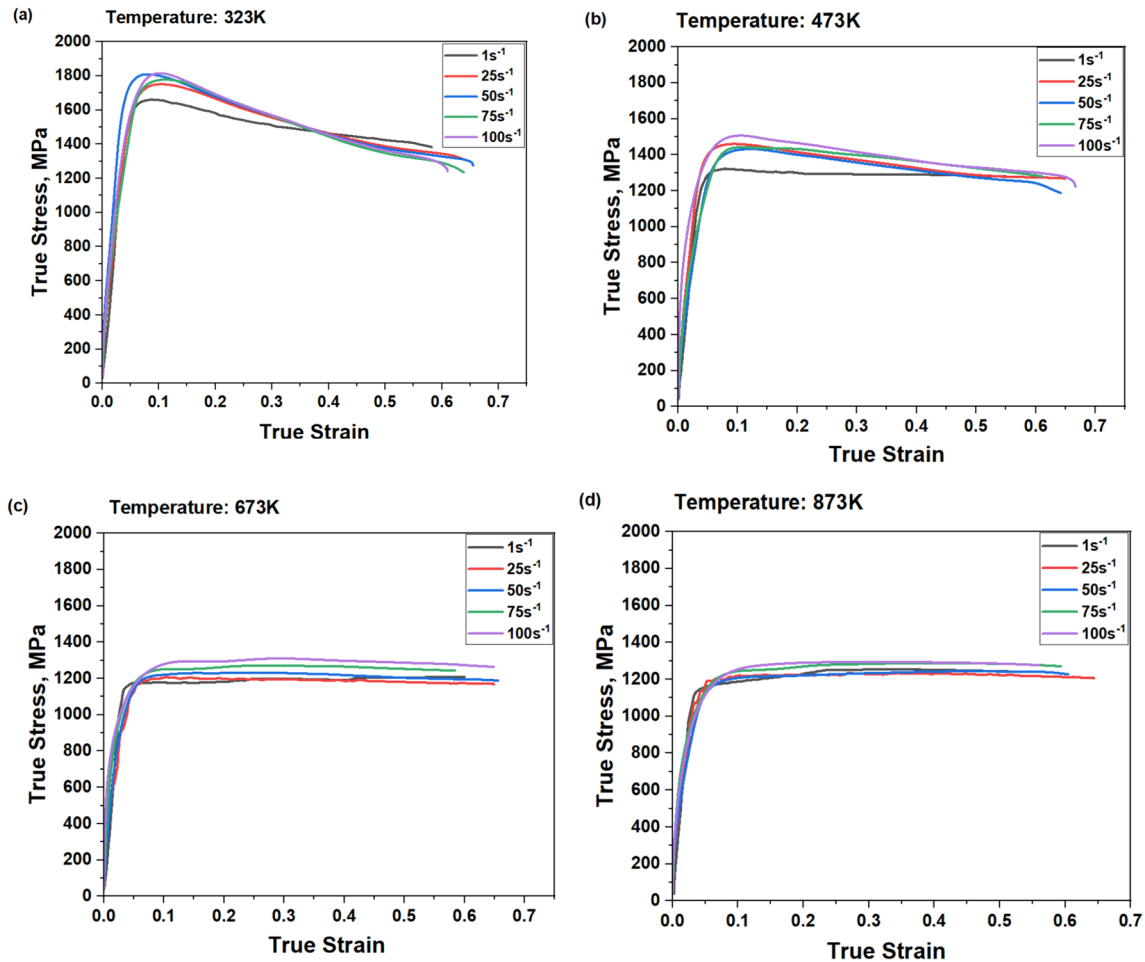 (a) Temperature: 323K
2000
1800
1600
1400
1200
1000
800
600
400
200
0
True Stress, MPa
1s⁻¹
25s⁻¹
50s⁻¹
75s⁻¹
100s⁻¹
0.0 0.1 0.2 0.3 0.4 0.5 0.6 0.7
True Strain
(b) Temperature: 473K
2000
1800
1600
1400
1200
1000
800
600
400
200
0
True Stress, MPa
1s⁻¹
25s⁻¹
50s⁻¹
75s⁻¹
100s⁻¹
0.0 0.1 0.2 0.3 0.4 0.5 0.6 0.7
True Strain
(c) Temperature: 673K
2000
1800
1600
1400
1200
1000
800
600
400
200
0
True Stress, MPa
1s⁻¹
25s⁻¹
50s⁻¹
75s⁻¹
100s⁻¹
0.0 0.1 0.2 0.3 0.4 0.5 0.6 0.7
True Strain
(d) Temperature: 873K
2000
1800
1600
1400
1200
1000
800
600
400
200
0
True Stress, MPa
1s⁻¹
25s⁻¹
50s⁻¹
75s⁻¹
100s⁻¹
0.0 0.1 0.2 0.3 0.4 0.5 0.6 0.7
True Strain